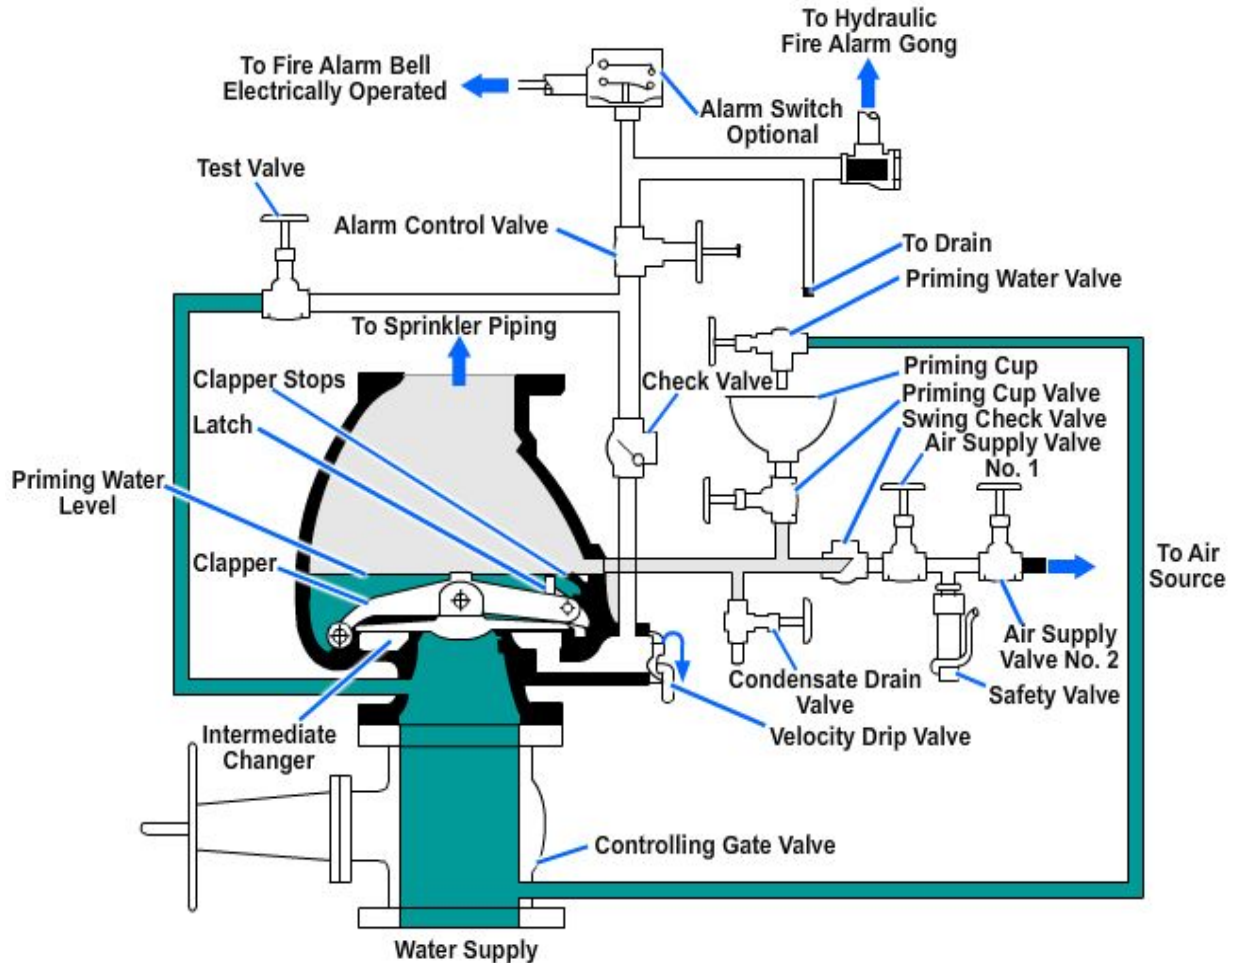 To Hydraulic
Fire Alarm Gong
To Fire Alarm Bell
Electrically Operated
Alarm Switch
Optional
Test Valve
Alarm Control Valve
To Drain
Priming Water Valve
To Sprinkler Piping
Clapper Stops
Check Valve
Priming Cup
Priming Cup Valve
Latch
Swing Check Valve
Air Supply Valve
No. 1
Priming Water
Level
Clapper
To Air
Source
Air Supply
Valve No. 2
Condensate Drain
Valve
Safety Valve
Intermediate
Changer
Velocity Drip Valve
Controlling Gate Valve
Water Supply